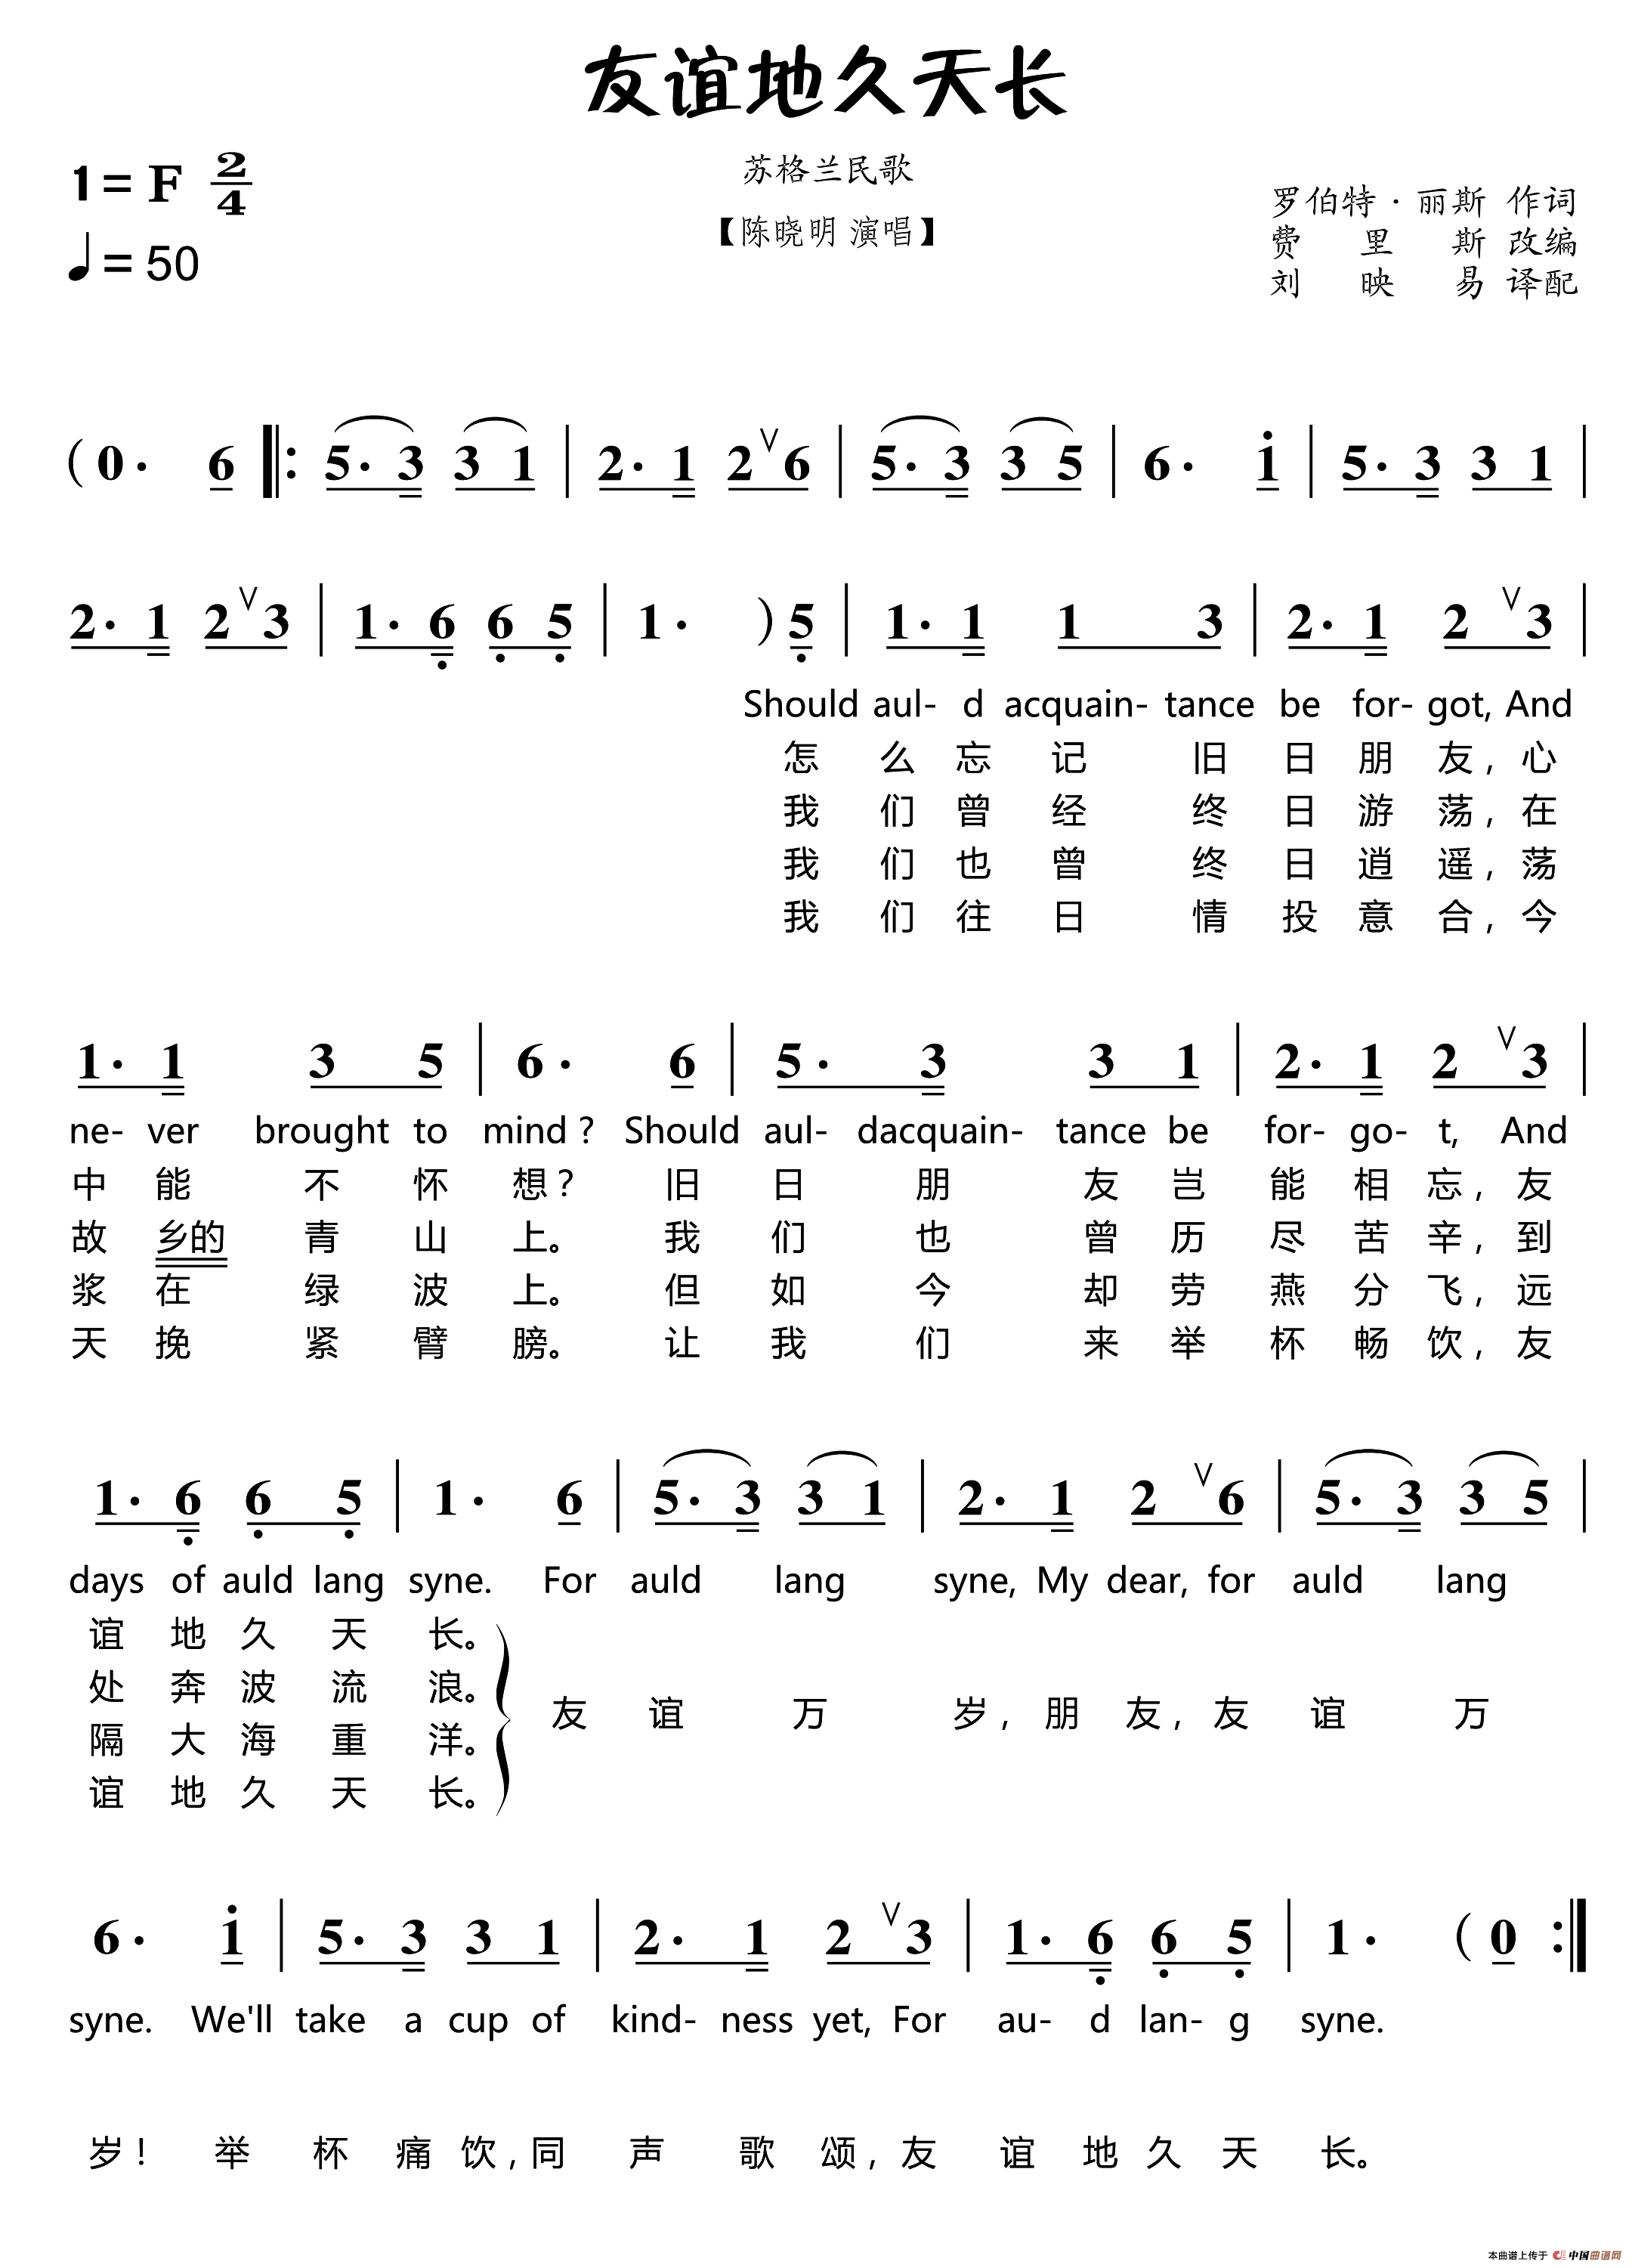 友谊地久天长
1=F 2/4
苏格兰民歌
♩=50
【陈晓明 演唱】
罗伯特·丽斯 作词
费里斯 改编
刘映易 译配
(0· 6 |: 5· 3 3 1 | 2· 1 2 ∨ 6 | 5· 3 3 5 | 6· 1̇ | 5· 3 3 1 |
2· 1 2 ∨ 3 | 1· 6̣ 6̣ 5̣ | 1· ) 5̣ | 1· 1 1 3 | 2· 1 2 ∨ 3 |
Should aul- d acquain- tance be for- got, And
怎么忘记旧日朋友,心
我们曾经终日游荡,在
我们也曾终日逍遥,荡
我们往日情投意合,今
1· 1 3 5 | 6· 6 | 5· 3 3 1 | 2· 1 2 ∨ 3 |
ne- ver brought to mind? Should aul- dacquain- tance be for- go- t, And
中能不怀想?旧日朋友岂能相忘,友
故乡的青山上。我们也曾历尽苦辛,到
浆在绿波上。但如今却劳燕分飞,远
天挽紧臂膀。让我们来举杯畅饮,友
1· 6̣ 6̣ 5̣ | 1· 6 | 5· 3 3 1 | 2· 1 2 ∨ 6 | 5· 3 3 5 |
days of auld lang syne. For auld lang syne, My dear, for auld lang
谊地久天长。
处奔波流浪。
友谊万岁,朋友,友谊万
隔大海重洋。
谊地久天长。
6· 1̇ | 5· 3 3 1 | 2· 1 2 ∨ 3 | 1· 6̣ 6̣ 5̣ | 1· (0 :|
syne. We'll take a cup of kind- ness yet, For au- d lan- g syne.
岁!举杯痛饮,同声歌颂,友谊地久天长。
本曲谱上传于 中国曲谱网